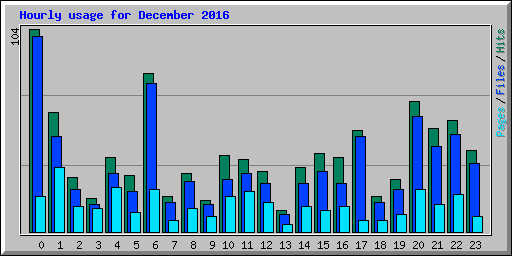 Hourly usage for December 2016
104
Pages/Files/Hits
0 1 2 3 4 5 6 7 8 9 10 11 12 13 14 15 16 17 18 19 20 21 22 23